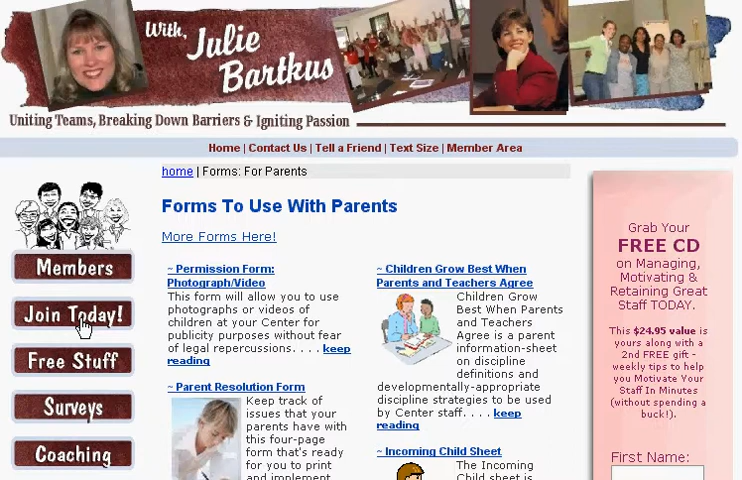 With, Julie
Bartkus
Uniting Teams, Breaking Down Barriers & Igniting Passion
Home | Contact Us | Tell a Friend | Text Size | Member Area
home | Forms: For Parents
Forms To Use With Parents
More Forms Here!
Members
Join Today!
Free Stuff
Surveys
Coaching
~ Permission Form:
Photograph/Video
This form will allow you to use
photographs or videos of
children at your Center for
publicity purposes without fear
of legal repercussions. . . . keep
reading
~ Parent Resolution Form
Keep track of
issues that your
parents have with
this four-page
form that's ready
for you to print
and implement
~ Children Grow Best When
Parents and Teachers Agree
Children Grow
Best When Parents
and Teachers
Agree is a parent
information-sheet
on discipline
definitions and
developmentally-appropriate
discipline strategies to be used
by Center staff. . . . keep
reading
~ Incoming Child Sheet
The Incoming
Child sheet is
Grab Your
FREE CD
on Managing,
Motivating &
Retaining Great
Staff TODAY.
This $24.95 value is
yours along with a
2nd FREE gift -
weekly tips to help
you Motivate Your
Staff In Minutes
(without spending a
buck!).
First Name: